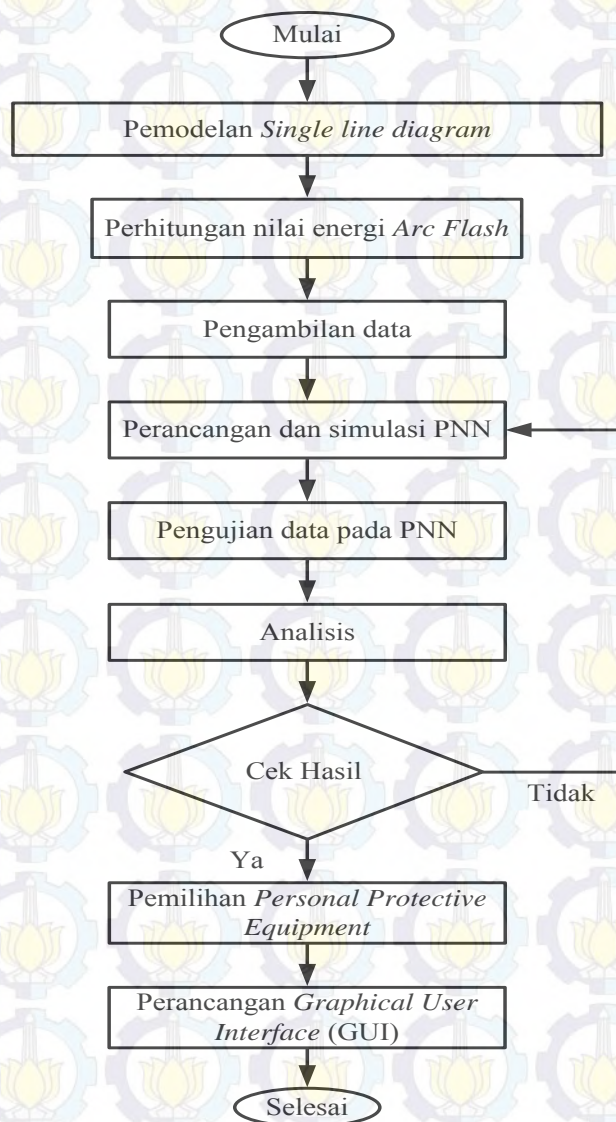 Mulai
Pemodelan Single line diagram
Perhitungan nilai energi Arc Flash
Pengambilan data
Perancangan dan simulasi PNN
Pengujian data pada PNN
Analisis
Cek Hasil
Tidak
Ya
Pemilihan Personal Protective
Equipment
Perancangan Graphical User
Interface (GUI)
Selesai